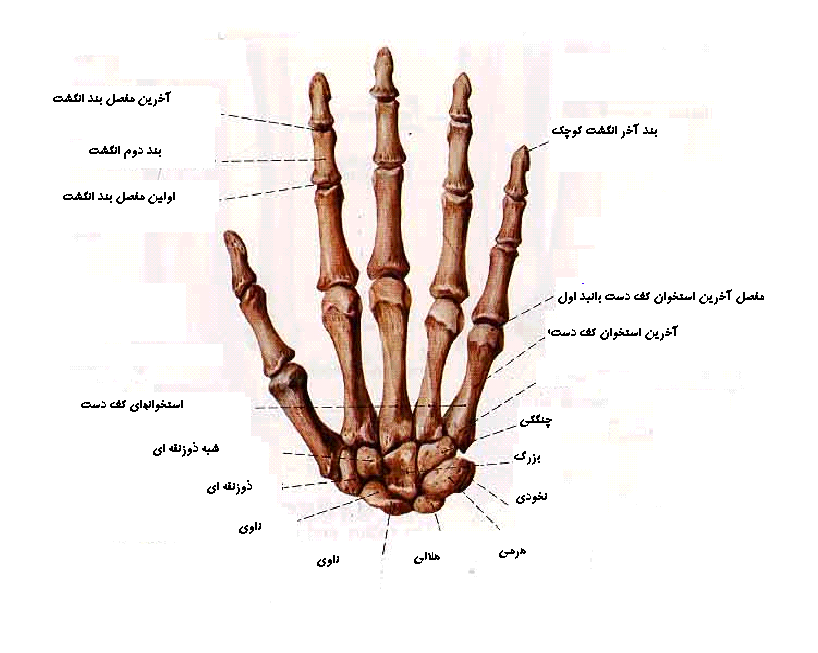 آخرین مفصل بند انگشت
بند آخر انگشت کوچک
بند دوم انگشت
اولین مفصل بند انگشت
مفصل آخرین استخوان کف دست بانبد اول
آخرین استخوان کف دست
استخوانهای کف دست
چنگکی
شبه ذوزنقه ای
بزرگ
ذوزنقه ای
نخودی
ناوی
هرمی
هلالی
ناوی